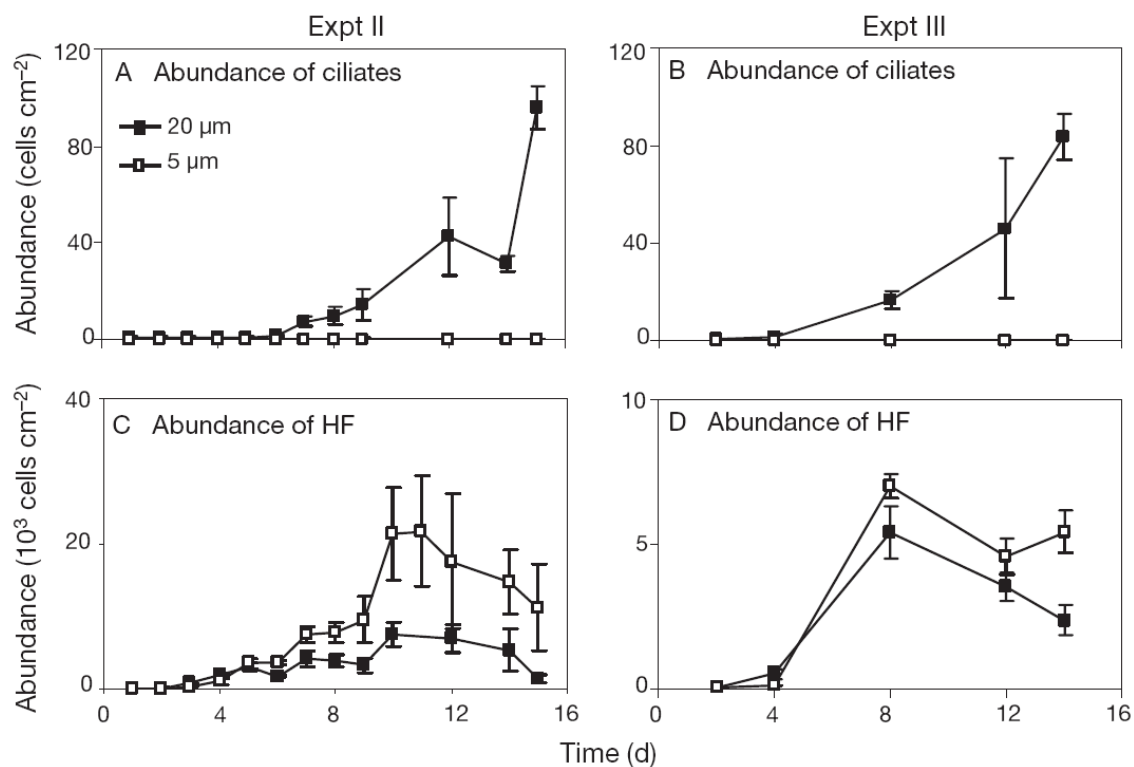 Expt II
Expt III
Abundance (cells cm⁻²)
120
80
40
0
A Abundance of ciliates
20 µm
5 µm
120
80
40
0
B Abundance of ciliates
Abundance (10³ cells cm⁻²)
40
20
0
C Abundance of HF
0 4 8 12 16
10
5
0
D Abundance of HF
0 4 8 12 16
Time (d)